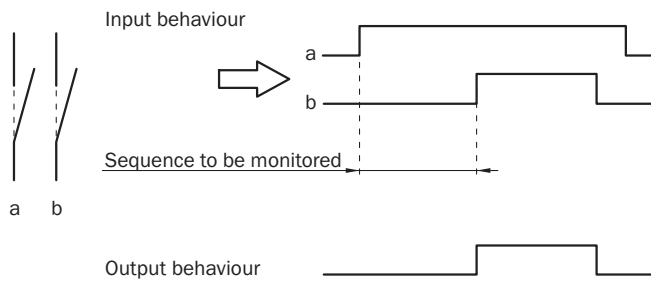 Input behaviour
a
b
Sequence to be monitored
a b
Output behaviour